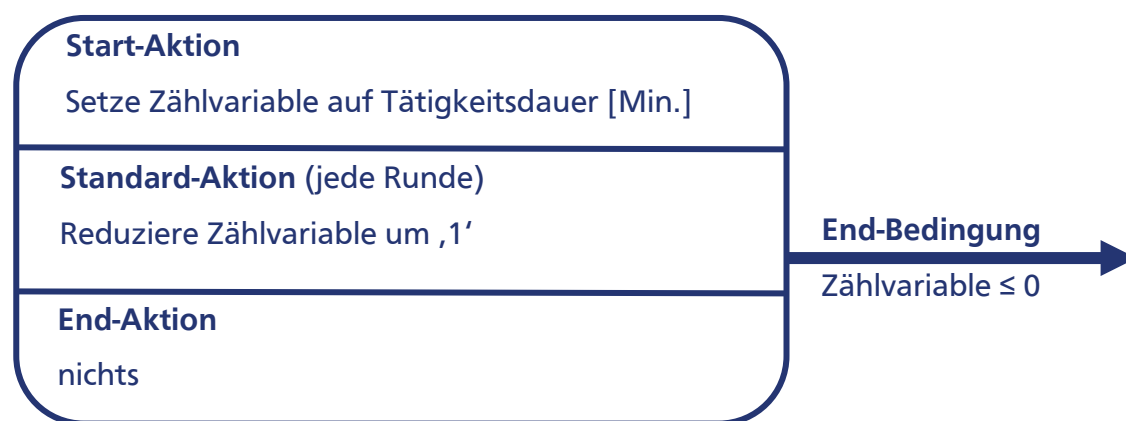 Start-Aktion
Setze Zählvariable auf Tätigkeitsdauer [Min.]
Standard-Aktion (jede Runde)
Reduziere Zählvariable um ‚1‘
End-Aktion
nichts
End-Bedingung
Zählvariable ≤ 0